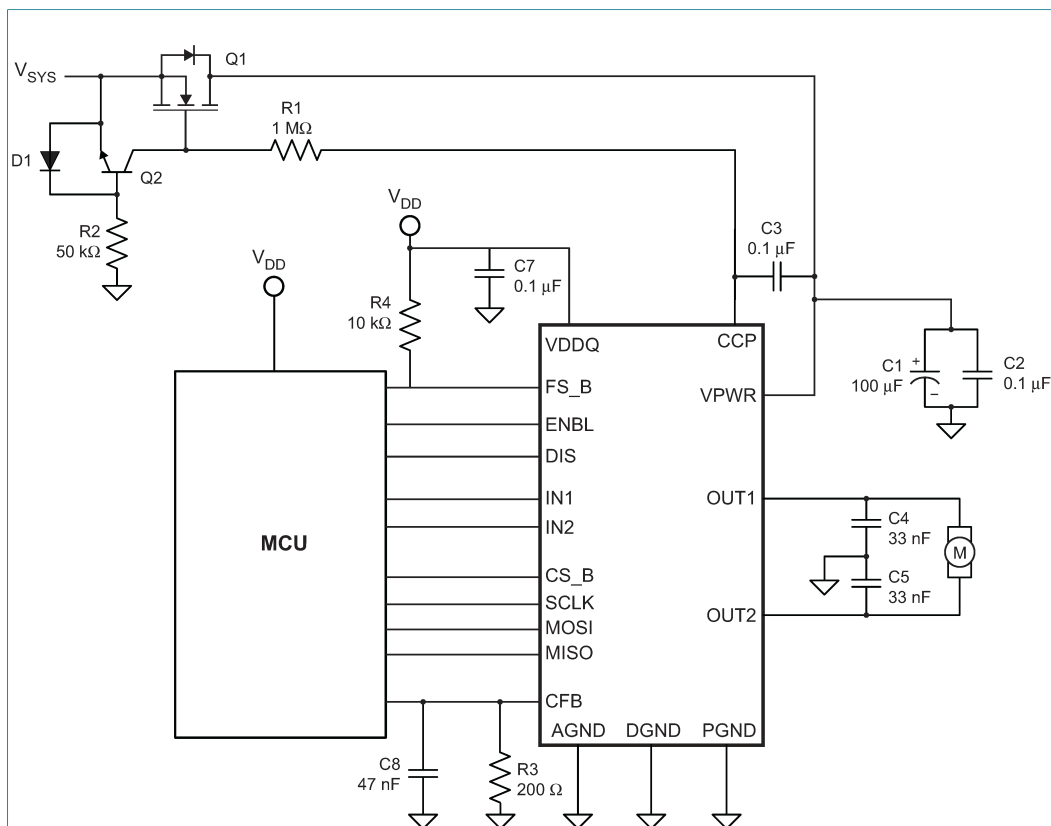 V_SYS
Q1
D1
Q2
R1
1 MΩ
R2
50 kΩ
V_DD
V_DD
C7
0.1 μF
R4
10 kΩ
C3
0.1 μF
C1
100 μF
+
–
C2
0.1 μF
MCU
VDDQ
CCP
FS_B
VPWR
ENBL
DIS
IN1
OUT1
IN2
CS_B
SCLK
MOSI
OUT2
MISO
CFB
AGND
DGND
PGND
C4
33 nF
M
C5
33 nF
C8
47 nF
R3
200 Ω